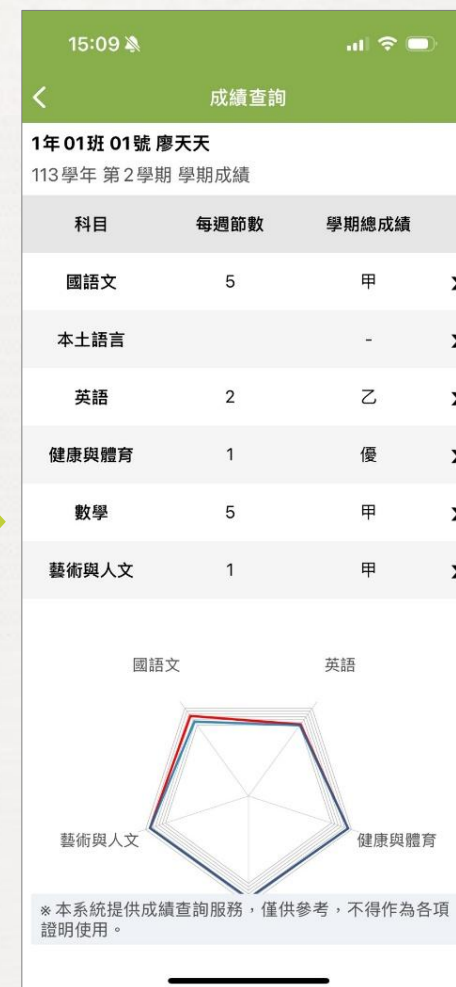 15:09
成績查詢
1年01班 01號 廖天天
113學年 第2學期 學期成績
科目 每週節數 學期總成績
國語文 5 甲
本土語言 -
英語 2 乙
健康與體育 1 優
數學 5 甲
藝術與人文 1 甲
國語文 英語
藝術與人文 健康與體育
※本系統提供成績查詢服務，僅供參考，不得作為各項
證明使用。